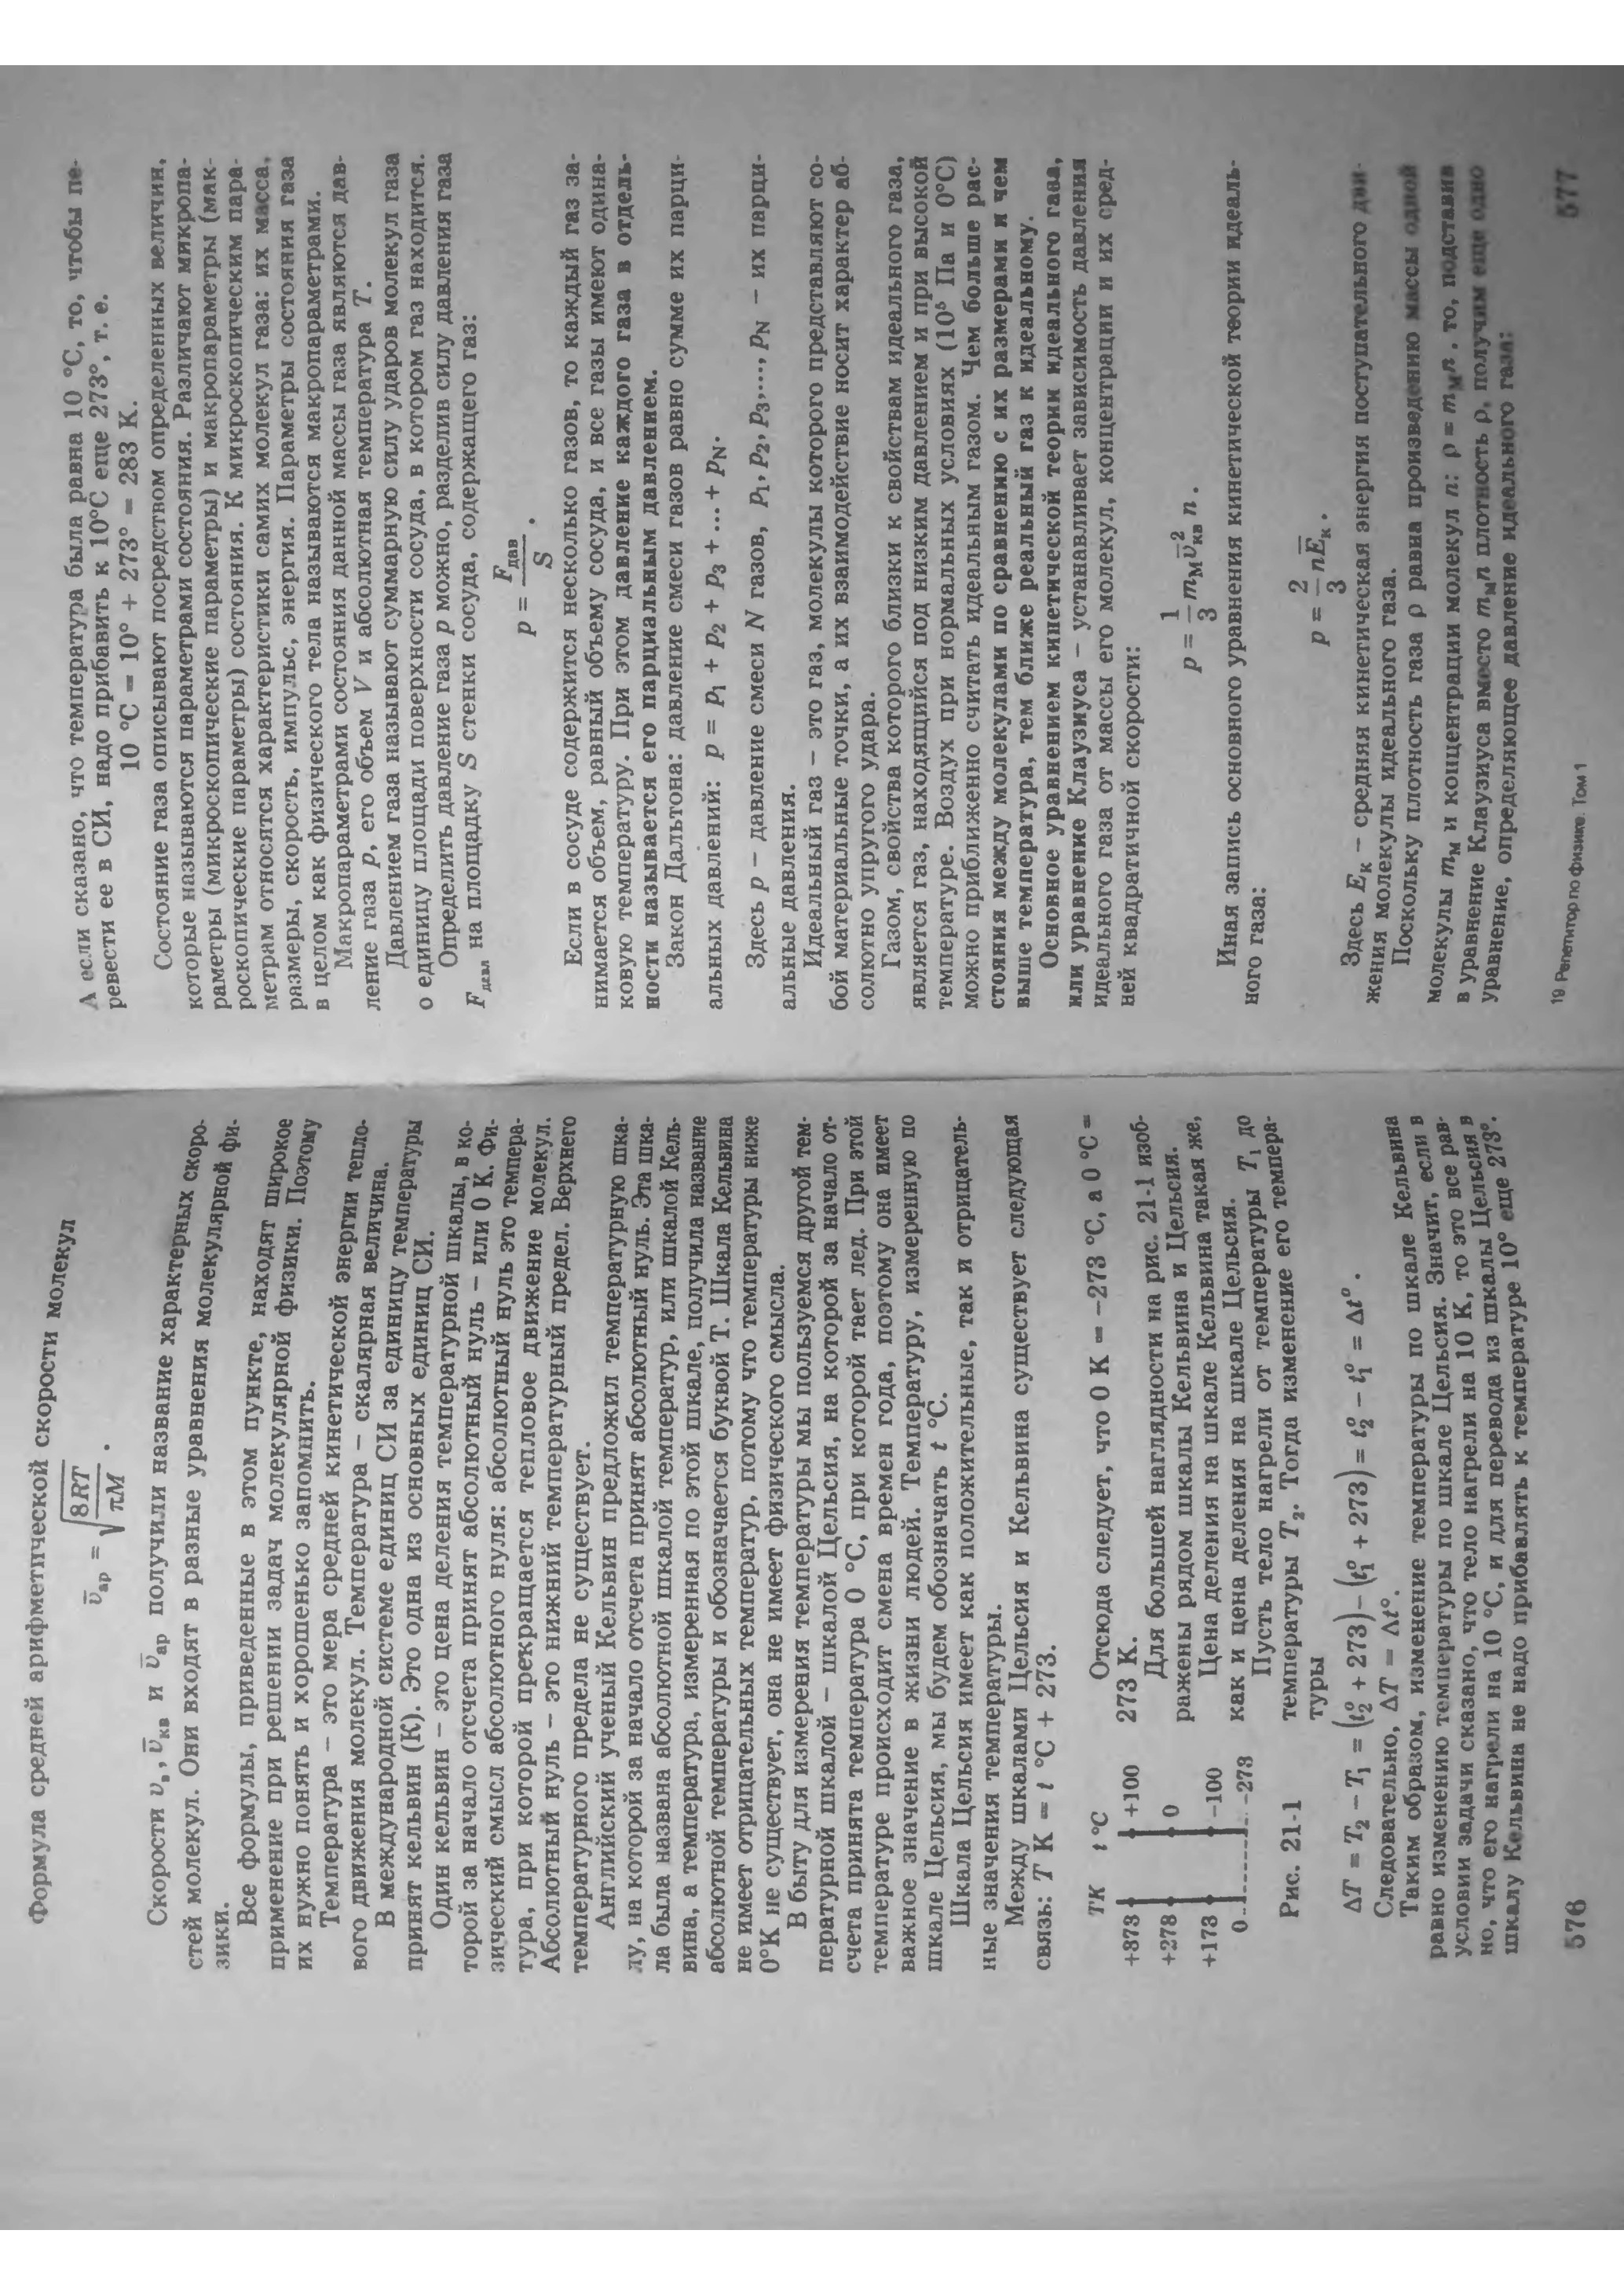 Формула средней арифметической скорости молекул
ῡ_ар = √(8RT / πM) .
Скорости υ_в, ῡ_кв и ῡ_ар получили название характерных скоро-
стей молекул. Они входят в разные уравнения молекулярной фи-
зики.
Все формулы, приведенные в этом пункте, находят широкое
применение при решении задач молекулярной физики. Поэтому
их нужно понять и хорошенько запомнить.
Температура – это мера средней кинетической энергии тепло-
вого движения молекул. Температура – скалярная величина.
В международной системе единиц СИ за единицу температуры
принят кельвин (К). Это одна из основных единиц СИ.
Один кельвин – это цена деления температурной шкалы, в ко-
торой за начало отсчета принят абсолютный нуль – или 0 К. Фи-
зический смысл абсолютного нуля: абсолютный нуль это темпера-
тура, при которой прекращается тепловое движение молекул.
Абсолютный нуль – это нижний температурный предел. Верхнего
температурного предела не существует.
Английский ученый Кельвин предложил температурную шка-
лу, на которой за начало отсчета принят абсолютный нуль. Эта шка-
ла была названа абсолютной шкалой температур, или шкалой Кель-
вина, а температура, измеренная по этой шкале, получила название
абсолютной температуры и обозначается буквой Т. Шкала Кельвина
не имеет отрицательных температур, потому что температуры ниже
0°К не существует, она не имеет физического смысла.
В быту для измерения температуры мы пользуемся другой тем-
пературной шкалой – шкалой Цельсия, на которой за начало от-
счета принята температура 0 °С, при которой тает лед. При этой
температуре происходит смена времен года, поэтому она имеет
важное значение в жизни людей. Температуру, измеренную по
шкале Цельсия, мы будем обозначать t °С.
Шкала Цельсия имеет как положительные, так и отрицатель-
ные значения температуры.
Между шкалами Цельсия и Кельвина существует следующая
связь: T К = t °С + 273.
TК t °С
+373 +100
+273 0
+173 –100
0 –273
Рис. 21-1
Отсюда следует, что 0 К = –273 °С, а 0 °С =
273 К.
Для большей наглядности на рис. 21-1 изоб-
ражены рядом шкалы Кельвина и Цельсия.
Цена деления на шкале Кельвина такая же,
как и цена деления на шкале Цельсия.
Пусть тело нагрели от температуры T₁ до
температуры T₂. Тогда изменение его темпера-
туры
ΔT = T₂ – T₁ = (t₂° + 273) – (t₁° + 273) = t₂° – t₁° = Δt° .
Следовательно, ΔT = Δt°.
Таким образом, изменение температуры по шкале Кельвина
равно изменению температуры по шкале Цельсия. Значит, если в
условии задачи сказано, что тело нагрели на 10 К, то это все рав-
но, что его нагрели на 10 °С, и для перевода из шкалы Цельсия в
шкалу Кельвина не надо прибавлять к температуре 10° еще 273°.
576
А если сказано, что температура была равна 10 °С, то, чтобы пе-
ревести ее в СИ, надо прибавить к 10°С еще 273°, т. е.
10 °С = 10° + 273° = 283 К.
Состояние газа описывают посредством определенных величин,
которые называются параметрами состояния. Различают микропа-
раметры (микроскопические параметры) и макропараметры (мак-
роскопические параметры) состояния. К микроскопическим пара-
метрам относятся характеристики самих молекул газа: их масса,
размеры, скорость, импульс, энергия. Параметры состояния газа
в целом как физического тела называются макропараметрами.
Макропараметрами состояния данной массы газа являются дав-
ление газа p, его объем V и абсолютная температура T.
Давлением газа называют суммарную силу ударов молекул газа
о единицу площади поверхности сосуда, в котором газ находится.
Определить давление газа p можно, разделив силу давления газа
F_давл на площадку S стенки сосуда, содержащего газ:
p = F_дав / S .
Если в сосуде содержится несколько газов, то каждый газ за-
нимается объем, равный объему сосуда, и все газы имеют одина-
ковую температуру. При этом давление каждого газа в отдель-
ности называется его парциальным давлением.
Закон Дальтона: давление смеси газов равно сумме их парци-
альных давлений: p = p₁ + p₂ + p₃ + ... + p_N.
Здесь p – давление смеси N газов, p₁, p₂, p₃,..., p_N – их парци-
альные давления.
Идеальный газ – это газ, молекулы которого представляют со-
бой материальные точки, а их взаимодействие носит характер аб-
солютно упругого удара.
Газом, свойства которого близки к свойствам идеального газа,
является газ, находящийся под низким давлением и при высокой
температуре. Воздух при нормальных условиях (10⁵ Па и 0°С)
можно приближенно считать идеальным газом. Чем больше рас-
стояния между молекулами по сравнению с их размерами и чем
выше температура, тем ближе реальный газ к идеальному.
Основное уравнением кинетической теории идеального газа,
или уравнение Клаузиуса – устанавливает зависимость давления
идеального газа от массы его молекул, концентрации и их сред-
ней квадратичной скорости:
p = 1/3 m_м ῡ²_кв n .
Иная запись основного уравнения кинетической теории идеаль-
ного газа:
p = 2/3 nĒ_к .
Здесь E_к – средняя кинетическая энергия поступательного дви-
жения молекулы идеального газа.
Поскольку плотность газа ρ равна произведению массы одной
молекулы m_м и концентрации молекул n: ρ = m_м n , то, подставив
в уравнение Клаузиуса вместо m_м n плотность ρ, получим еще одно
уравнение, определяющее давление идеального газа:
19 Репетитор по физике. Том 1
577